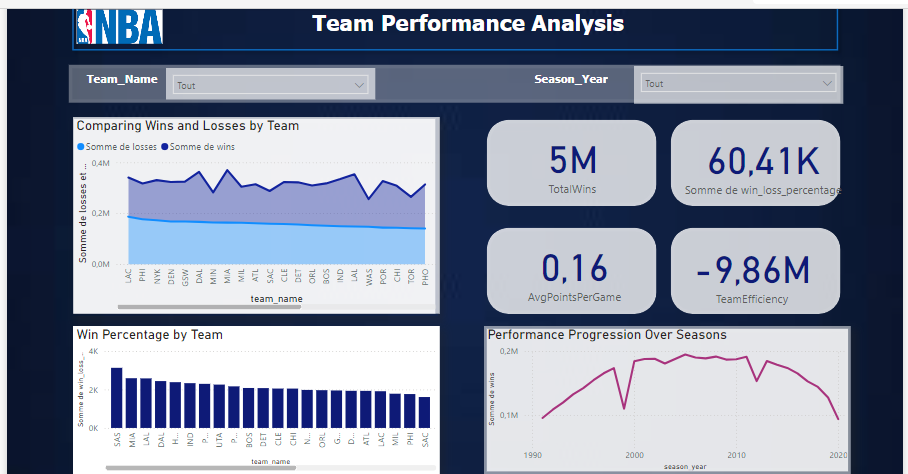 NBA
NBA
Team Performance Analysis
Team_Name
Tout
Season_Year
Tout
Comparing Wins and Losses by Team
Somme de losses
Somme de wins
0,4M
0,2M
0,0M
Somme de losses et ...
LAC
PHI
NYK
DEN
GSW
DAL
MIN
MIA
MIL
ATL
SAC
CLE
DET
ORL
BOS
IND
LAL
WAS
POR
CHI
TOR
PHO
team_name
5M
TotalWins
60,41K
Somme de win_loss_percentage
0,16
AvgPointsPerGame
-9,86M
TeamEfficiency
Win Percentage by Team
4K
2K
0K
Somme de win_loss_...
SAS
MIA
LAL
DAL
H...
IND
P...
UTA
P...
BOS
DET
CLE
CHI
N...
ORL
G...
D...
ATL
LAC
MIL
PHI
SAC
team_name
Performance Progression Over Seasons
0,2M
0,1M
Somme de wins
1990
2000
2010
2020
season_year